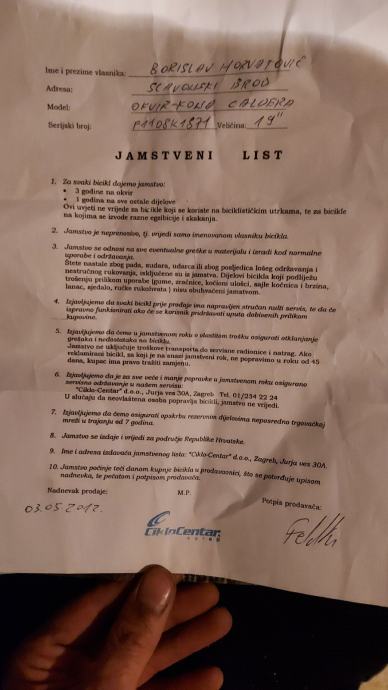 Ime i prezime vlasnika: BORISLAV HORVATOVIĆ
Adresa: SLAVONSKI BROD
Model: OKVIR-KONA CALDERA
Serijski broj: F110SK1871 Veličina: 19"
JAMSTVENI LIST
1. Za svaki bicikl dajemo jamstvo:
• 3 godine na okvir
• 1 godina na sve ostale dijelove
Ovi uvjeti ne vrijede za bicikle koji se koriste na biciklističkim utrkama, te za bicikle
na kojima se izvode razne egzibicije i skakanja.
2. Jamstvo je neprenosivo, tj. vrijedi samo imenovanom vlasniku bicikla.
3. Jamstvo se odnosi na sve eventualne greške u materijalu i izradi kod normalne
uporabe i održavanja.
Štete nastale zbog pada, sudara, udarca ili zbog posljedica lošeg održavanja i
nestručnog rukovanja, isključene su iz jamstva. Dijelovi bicikla koji podliježu
trošenju prilikom uporabe (gume, zračnice, kočioni ulošci, sajle kočnica i brzina,
lanac, sjedalo, ručke rukohvata) nisu obuhvaćeni jamstvom.
4. Izjavljujemo da svaki bicikl prije prodaje ima napravljen stručan nulti servis, te da će
ispravno funkcionirati ako će se korisnik pridržavati uputa dobivenih prilikom
kupovine.
5. Izjavljujemo da ćemo u jamstvenom roku o vlastitom trošku osigurati otklanjanje
grešaka i nedostataka na biciklu.
Jamstvo ne uključuje troškove transporta do servisne radionice i natrag. Ako
reklamirani bicikl, za koji je na snazi jamstveni rok, ne popravimo u roku od 45
dana, kupac ima pravo tražiti zamjenu.
6. Izjavljujemo da je za sve veće i manje popravke u jamstvenom roku osigurano
servisno održavanje u našem servisu:
"Ciklo-Centar" d.o.o., Jurja ves 30A, Zagreb Tel. 01/234 22 24
U slučaju da neovlaštena osoba popravlja bicikli, jamstvo ne vrijedi.
7. Izjavljujemo da ćemo osigurati opskrbu rezervnim dijelovima neposredno trgovačkoj
mreži u trajanju od 7 godina.
8. Jamstvo se izdaje i vrijedi za područje Republike Hrvatske.
9. Ime i adresa izdavača jamstvenog lista: "Ciklo-Centar" d.o.o., Zagreb, Jurja ves 30A.
10. Jamstvo počinje teći danom kupnje bicikla u prodavaonici, što se potvrđuje upisom
nadnevka, te pečatom i potpisom prodavača.
Nadnevak prodaje: M.P. Potpis prodavača:
03.05.2012.
CikloCentar